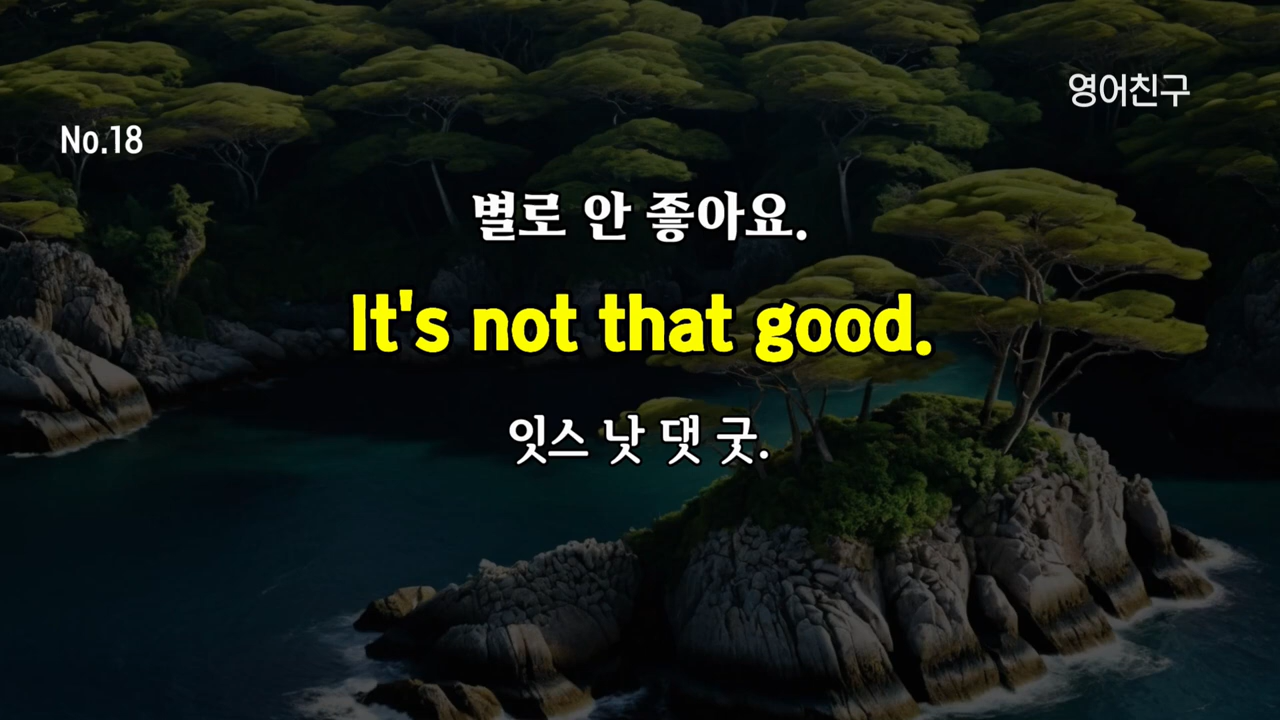 영어친구
No.18
별로 안 좋아요.
It's not that good.
잇스 낫 댓 굿.